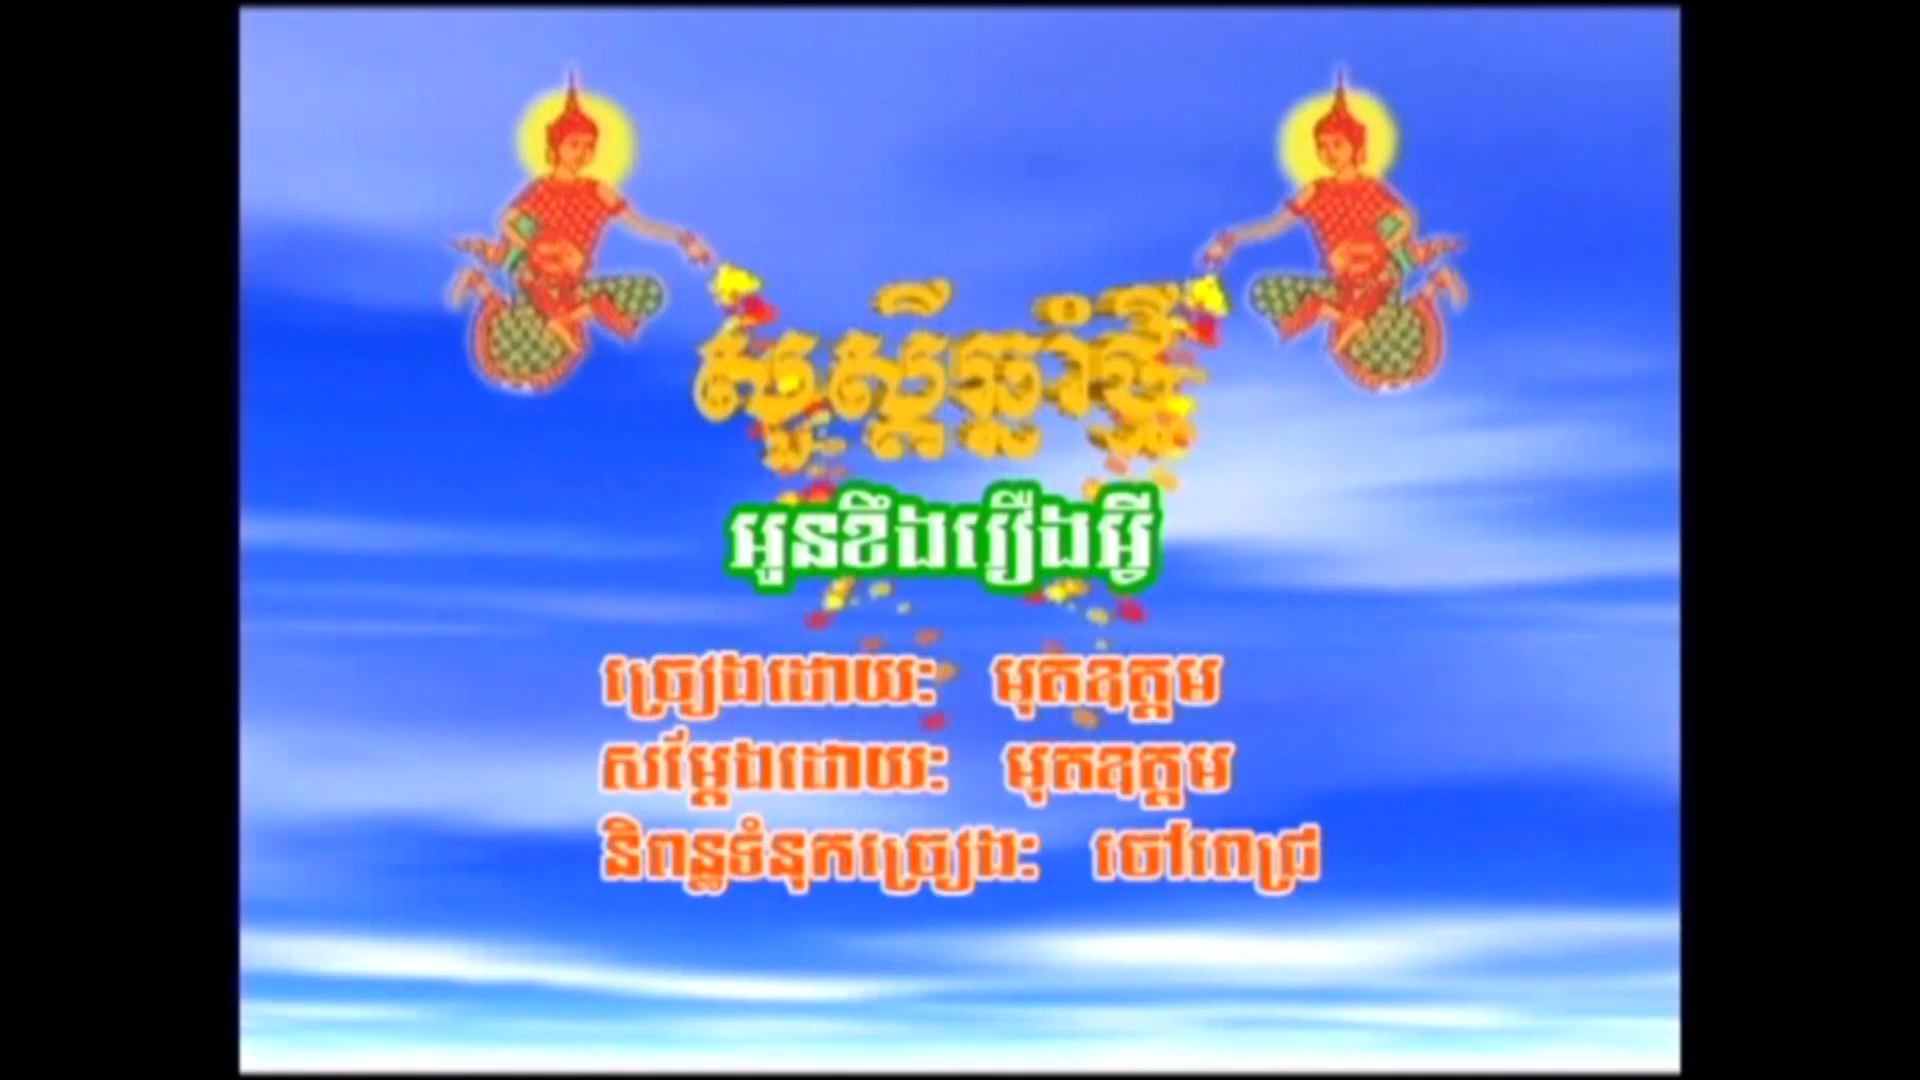 សួស្តីឆ្នាំថ្មី
អូនខឹងរឿងអ្វី
ច្រៀងដោយៈ មុតឧត្តម
សម្តែងដោយៈ មុតឧត្តម
និពន្ធទំនុកច្រៀងៈ ចៅពេជ្រ